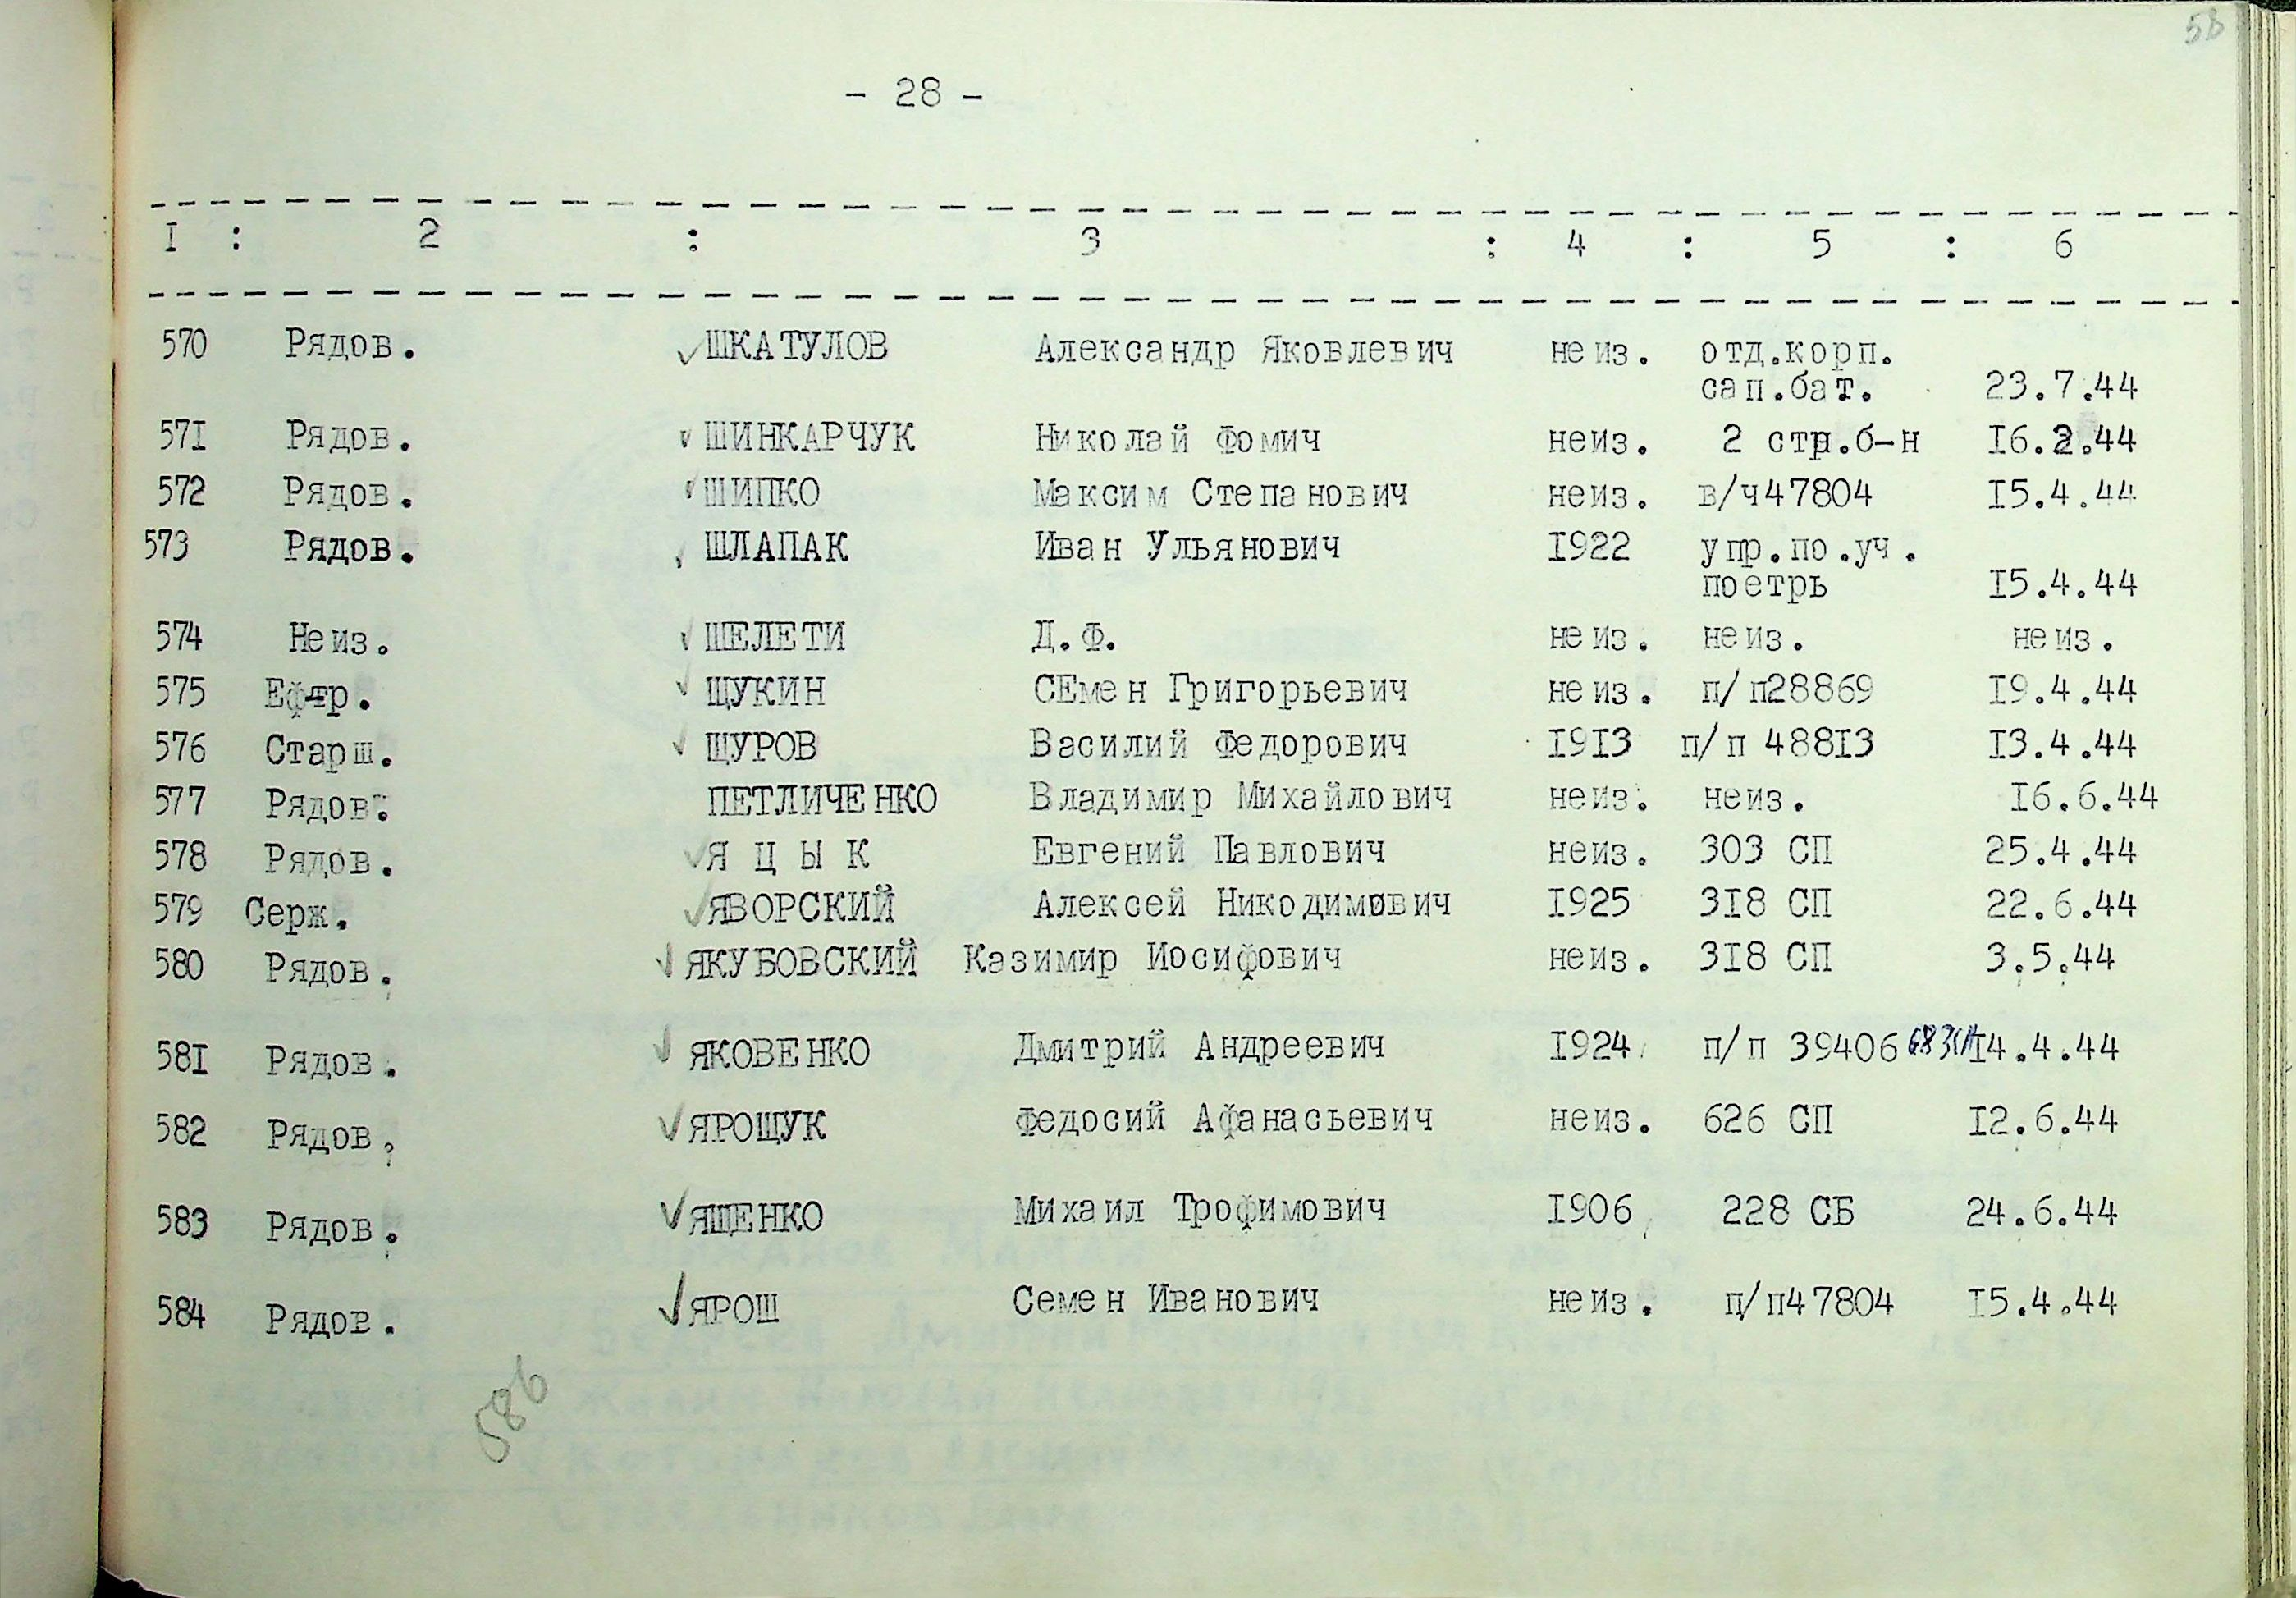 58
- 28 -
I : 2 : 3 : 4 : 5 : 6
570 Рядов. ШКАТУЛОВ Александр Яковлевич неиз. отд.корп.
сап.бат. 23.7.44
571 Рядов. ШИНКАРЧУК Николай Фомич неиз. 2 стр.б-н 16.2.44
572 Рядов. ШИПКО Максим Степанович неиз. в/ч47804 15.4.44
573 Рядов. ШЛАПАК Иван Ульянович 1922 упр.по.уч.
поетрь 15.4.44
574 Неиз. ШЕЛЕТИ Д.Ф. неиз. неиз. неиз.
575 Ефтр. ЩУКИН СЕмен Григорьевич неиз. п/п28869 19.4.44
576 Старш. ЩУРОВ Василий Федорович 1913 п/п 48813 13.4.44
577 Рядов. ПЕТЛИЧЕНКО Владимир Михайлович неиз. неиз. 16.6.44
578 Рядов. Я Ц Ы К Евгений Павлович неиз. 303 СП 25.4.44
579 Серж. ЯВОРСКИЙ Алексей Никодимович 1925 318 СП 22.6.44
580 Рядов. ЯКУБОВСКИЙ Казимир Иосифович неиз. 318 СП 3.5.44
581 Рядов. ЯКОВЕНКО Дмитрий Андреевич 1924 п/п 39406 683СП 14.4.44
582 Рядов. ЯРОЩУК Федосий Афанасьевич неиз. 626 СП 12.6.44
583 Рядов. ЯЩЕНКО Михаил Трофимович 1906 228 СБ 24.6.44
584 Рядов. ЯРОШ Семен Иванович неиз. п/п47804 15.4.44
586